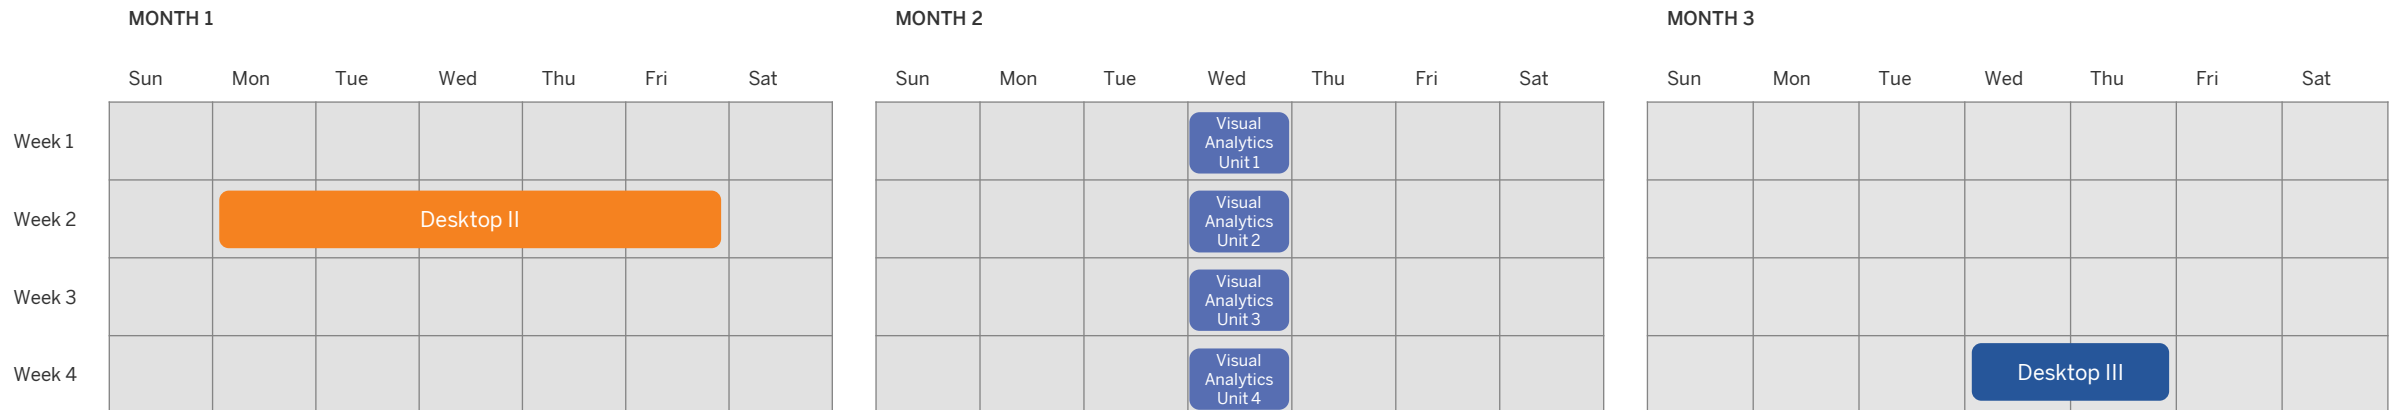 MONTH 1
MONTH 2
MONTH 3
Sun Mon Tue Wed Thu Fri Sat
Sun Mon Tue Wed Thu Fri Sat
Sun Mon Tue Wed Thu Fri Sat
Week 1
Visual
Analytics
Unit 1
Week 2
Desktop II
Visual
Analytics
Unit 2
Week 3
Visual
Analytics
Unit 3
Week 4
Visual
Analytics
Unit 4
Desktop III